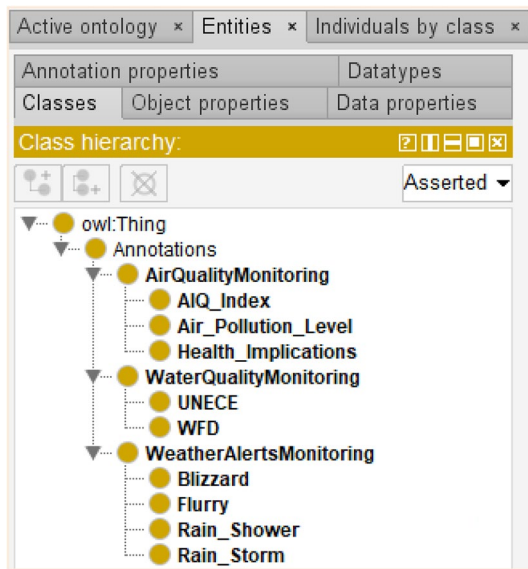 Active ontology × Entities × Individuals by class ×
Annotation properties Datatypes
Classes Object properties Data properties
Class hierarchy:
Asserted
owl:Thing
Annotations
AirQualityMonitoring
AIQ_Index
Air_Pollution_Level
Health_Implications
WaterQualityMonitoring
UNECE
WFD
WeatherAlertsMonitoring
Blizzard
Flurry
Rain_Shower
Rain_Storm